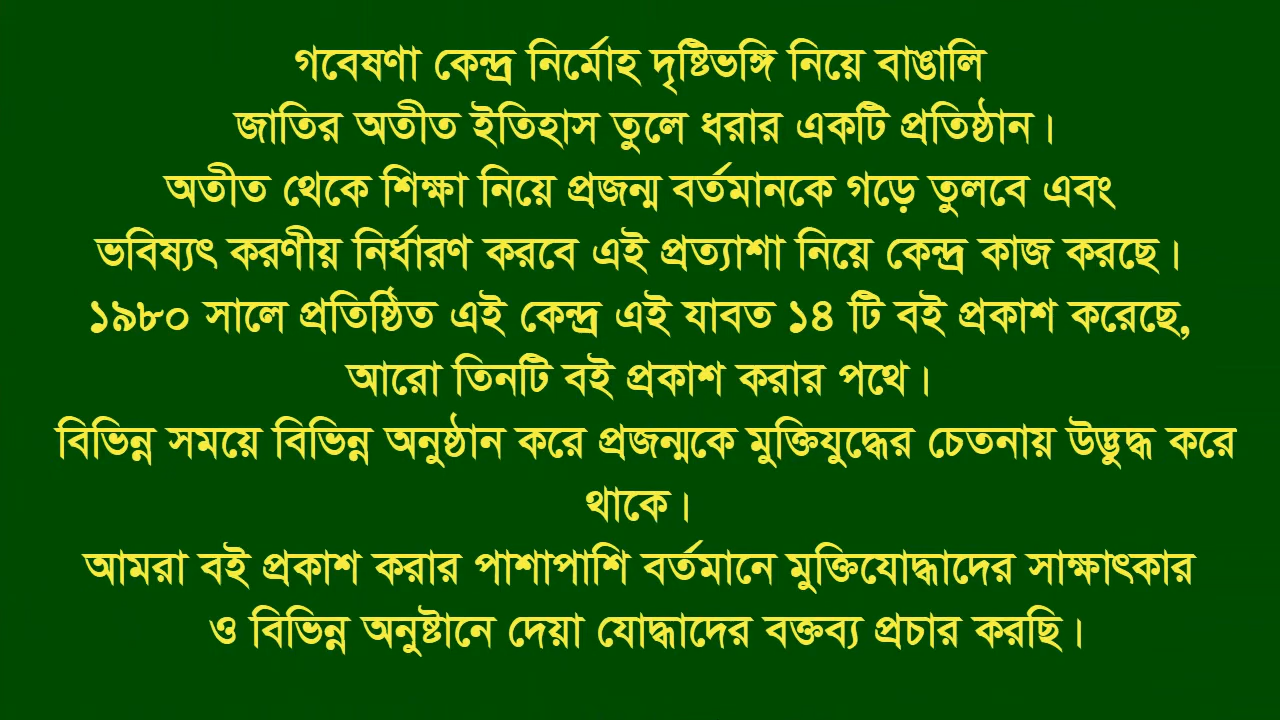 গবেষণা কেন্দ্র নির্মোহ দৃষ্টিভঙ্গি নিয়ে বাঙালি
জাতির অতীত ইতিহাস তুলে ধরার একটি প্রতিষ্ঠান।
অতীত থেকে শিক্ষা নিয়ে প্রজন্ম বর্তমানকে গড়ে তুলবে এবং
ভবিষ্যৎ করণীয় নির্ধারণ করবে এই প্রত্যাশা নিয়ে কেন্দ্র কাজ করছে।
১৯৮০ সালে প্রতিষ্ঠিত এই কেন্দ্র এই যাবত ১৪ টি বই প্রকাশ করেছে,
আরো তিনটি বই প্রকাশ করার পথে।
বিভিন্ন সময়ে বিভিন্ন অনুষ্ঠান করে প্রজন্মকে মুক্তিযুদ্ধের চেতনায় উদ্ভুদ্ধ করে
থাকে।
আমরা বই প্রকাশ করার পাশাপাশি বর্তমানে মুক্তিযোদ্ধাদের সাক্ষাৎকার
ও বিভিন্ন অনুষ্টানে দেয়া যোদ্ধাদের বক্তব্য প্রচার করছি।